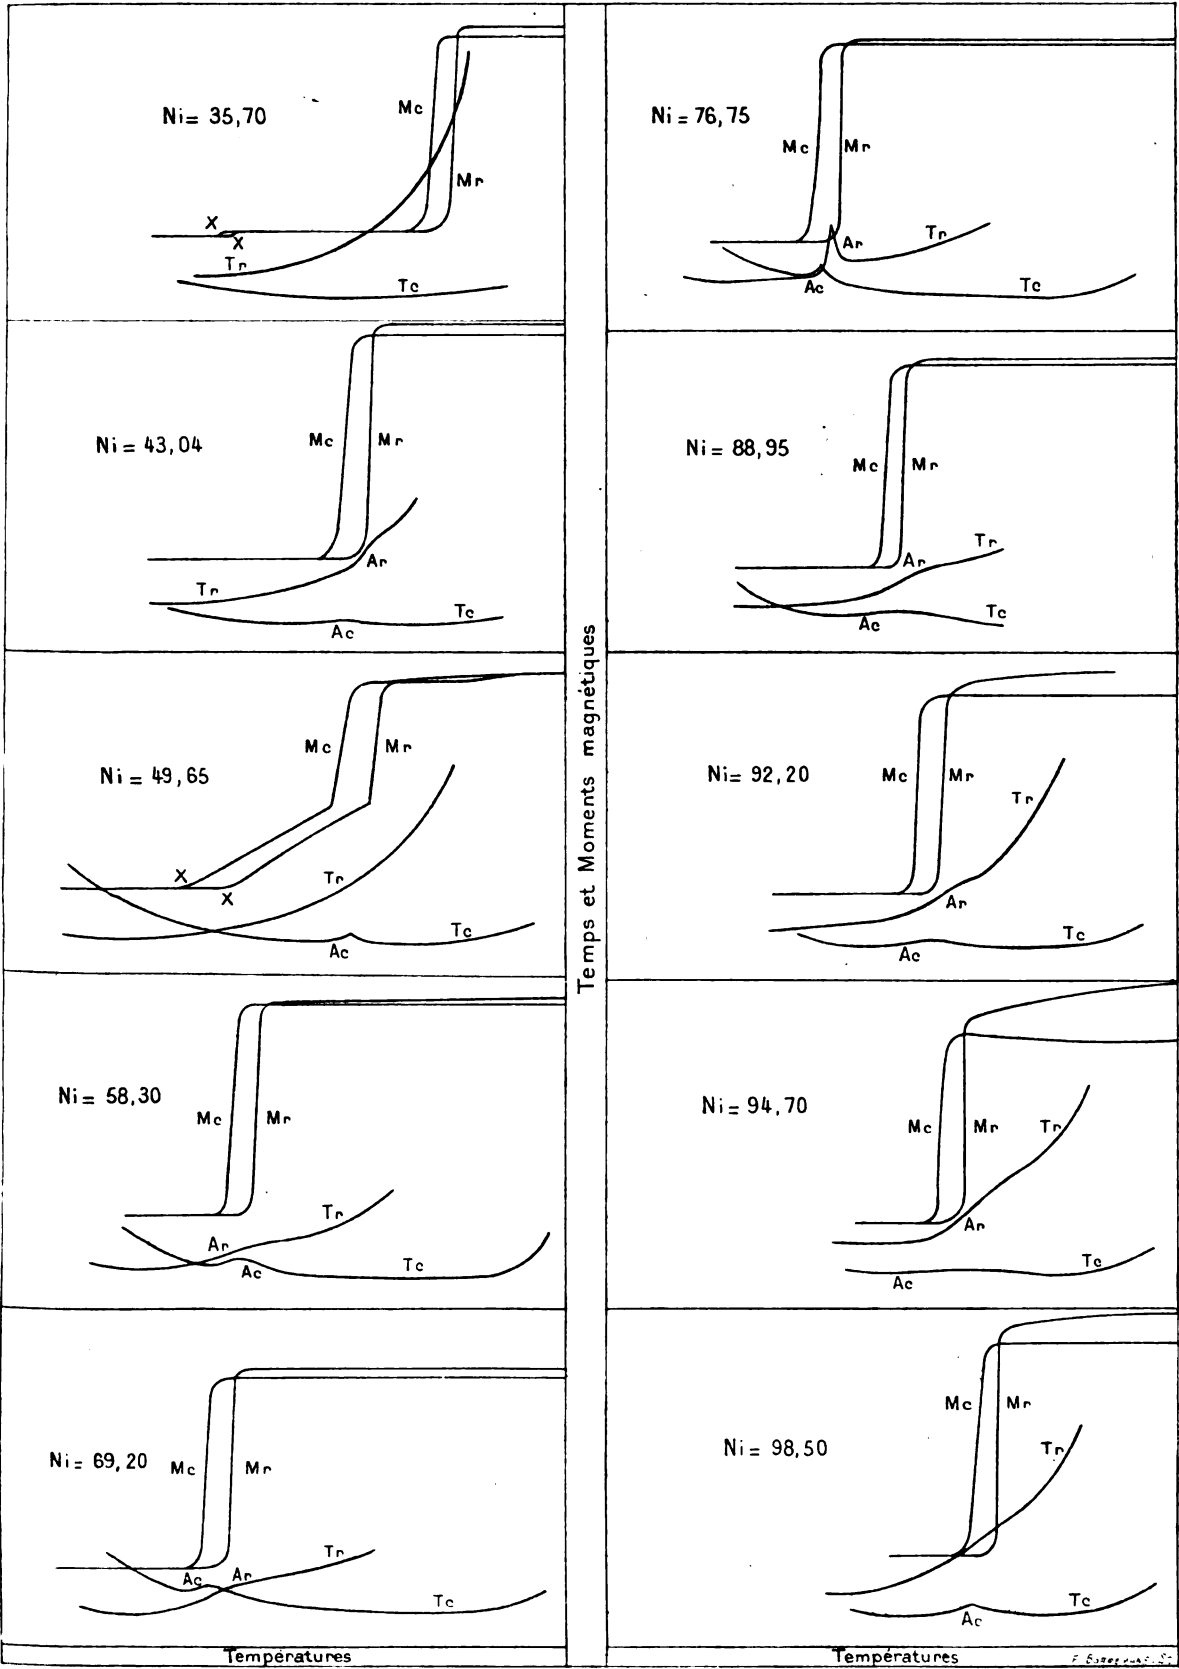 Ni= 35,70
Mc
Mr
X
X
Tr
Tc
Ni= 43,04
Mc
Mr
Ar
Tr
Tc
Ac
Ni= 49,65
Mc
Mr
X
X
Tr
Tc
Ac
Ni= 58,30
Mc
Mr
Tr
Ar
Ac
Tc
Ni= 69,20
Mc
Mr
Tr
Ac
Ar
Tc
Températures
Temps et Moments magnétiques
Ni= 76,75
Mc
Mr
Ar
Tr
Ac
Tc
Ni= 88,95
Mc
Mr
Tr
Ar
Ac
Tc
Ni= 92,20
Mc
Mr
Tr
Ar
Tc
Ac
Ni= 94,70
Mc
Mr
Tr
Ar
Tc
Ac
Ni= 98,50
Mc
Mr
Tr
Tc
Ac
Températures